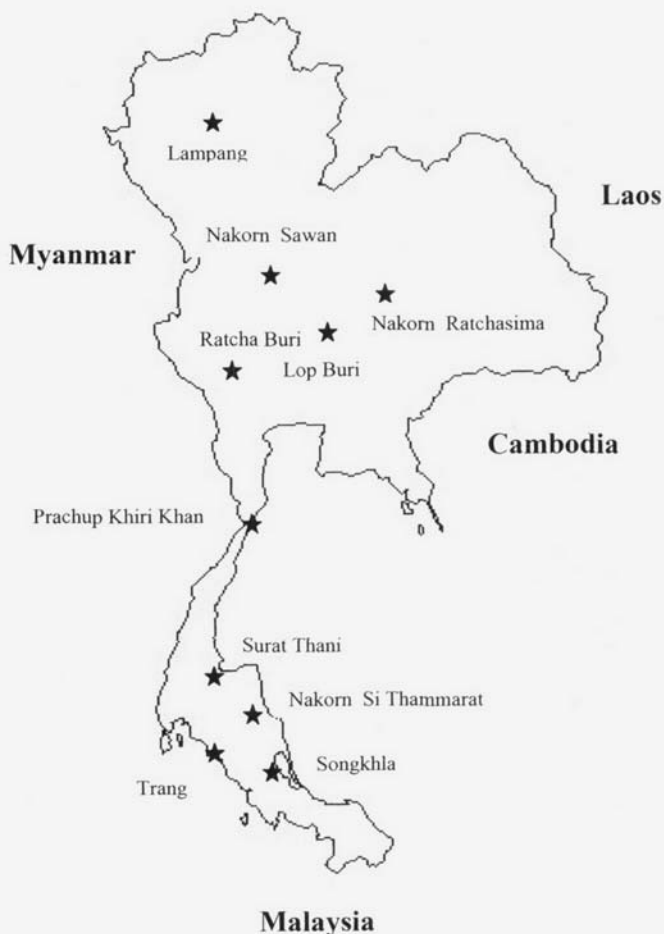 Lampang
Laos
Nakorn Sawan
Myanmar
Nakorn Ratchasima
Ratcha Buri
Lop Buri
Cambodia
Prachup Khiri Khan
Surat Thani
Nakorn Si Thammarat
Songkhla
Trang
Malaysia